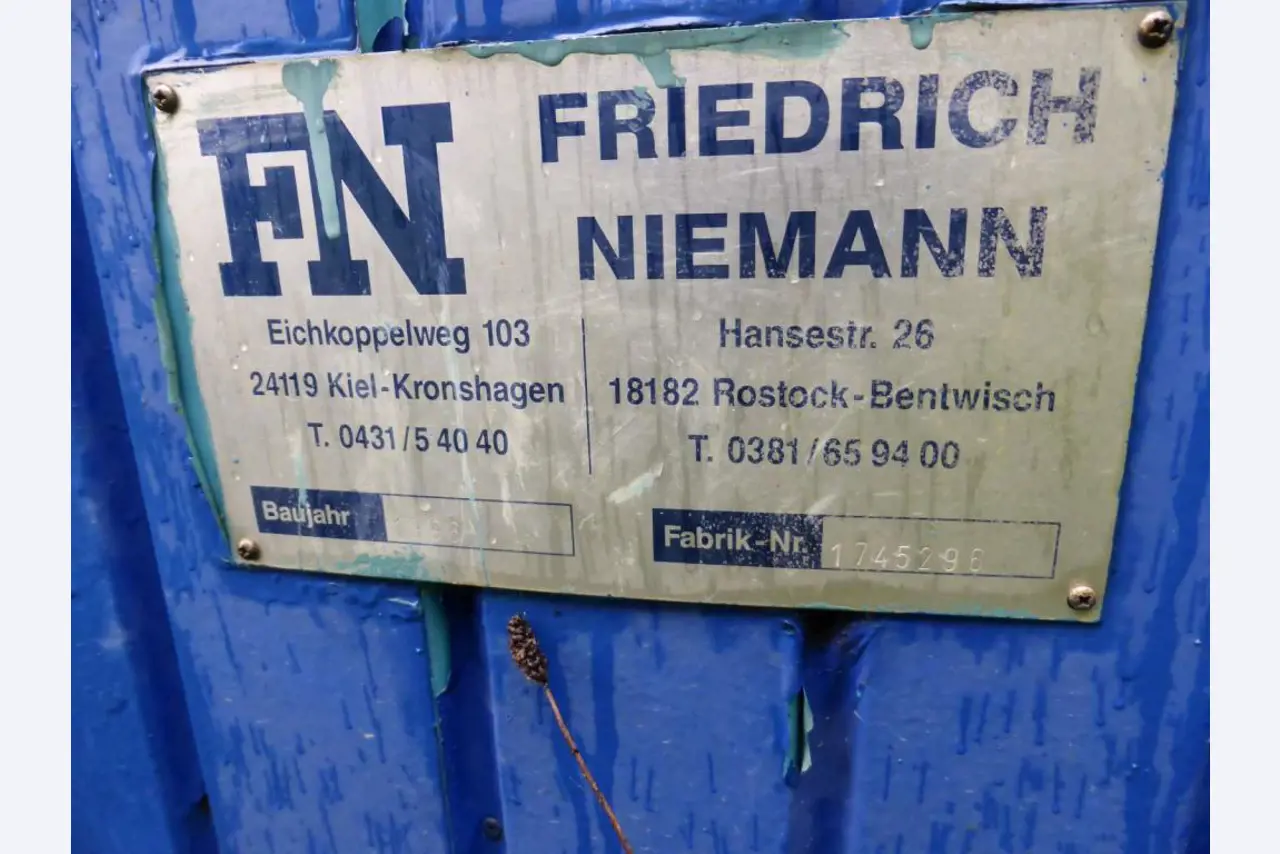 FN
FRIEDRICH
NIEMANN
Eichkoppelweg 103
24119 Kiel-Kronshagen
T. 0431/5 40 40
Hansestr. 26
18182 Rostock-Bentwisch
T. 0381/65 94 00
Baujahr
Fabrik-Nr. 1745296